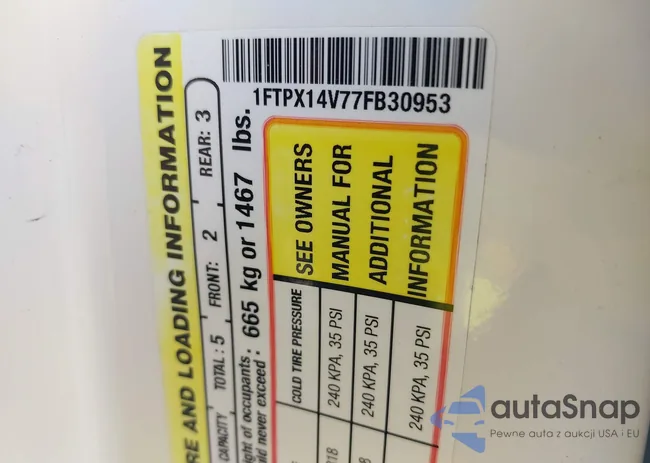 1FTPX14V77FB30953
RE AND LOADING INFORMATION
CAPACITY TOTAL: 5 FRONT: 2 REAR: 3
ght of occupants
uld never exceed: 665 kg or 1467 lbs.
COLD TIRE PRESSURE
240 KPA, 35 PSI
240 KPA, 35 PSI
240 KPA, 35 PSI
SEE OWNERS
MANUAL FOR
ADDITIONAL
INFORMATION
autaSnap
Pewne auta z aukcji USA i EU